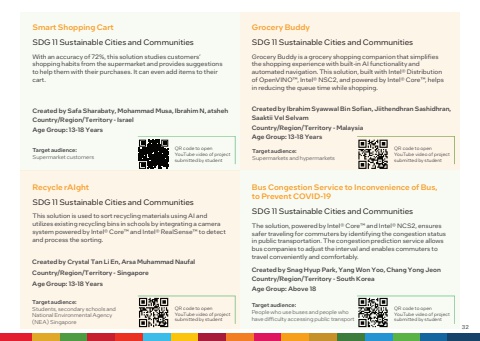 Smart Shopping Cart
SDG 11 Sustainable Cities and Communities
With an accuracy of 72%, this solution studies customers'
shopping habits from the supermarket and provides suggestions
to help them with their purchases. It can even add items to their
cart.
Created by Safa Sharabaty, Mohammad Musa, Ibrahim N, atsheh
Country/Region/Territory - Israel
Age Group: 13-18 Years
Target audience:
Supermarket customers
QR code to open
YouTube video of project
submitted by student
Grocery Buddy
SDG 11 Sustainable Cities and Communities
Grocery Buddy is a grocery shopping companion that simplifies
the shopping experience with built-in AI functionality and
automated navigation. This solution, built with Intel® Distribution
of OpenVINO™, Intel® NSC2, and powered by Intel® Core™, helps
in reducing the queue time while shopping.
Created by Ibrahim Syawwal Bin Sofian, Jiithendhran Sashidhran,
Saaktii Vel Selvam
Country/Region/Territory - Malaysia
Age Group: 13-18 Years
Target audience:
Supermarkets and hypermarkets
QR code to open
YouTube video of project
submitted by student
Recycle rAIght
SDG 11 Sustainable Cities and Communities
This solution is used to sort recycling materials using AI and
utilizes existing recycling bins in schools by integrating a camera
system powered by Intel® Core™ and Intel® RealSense™ to detect
and process the sorting.
Created by Crystal Tan Li En, Arsa Muhammad Naufal
Country/Region/Territory - Singapore
Age Group: 13-18 Years
Target audience:
Students, secondary schools and
National Environmental Agency
(NEA) Singapore
QR code to open
YouTube video of project
submitted by student
Bus Congestion Service to Inconvenience of Bus,
to Prevent COVID-19
SDG 11 Sustainable Cities and Communities
The solution, powered by Intel® Core™ and Intel® NCS2, ensures
safer traveling for commuters by identifying the congestion status
in public transportation. The congestion prediction service allows
bus companies to adjust the interval and enables commuters to
travel conveniently and comfortably.
Created by Snag Hyup Park, Yang Won Yoo, Chang Yong Jeon
Country/Region/Territory - South Korea
Age Group: Above 18
Target audience:
People who use buses and people who
have difficulty accessing public transport
QR code to open
YouTube video of project
submitted by student
32